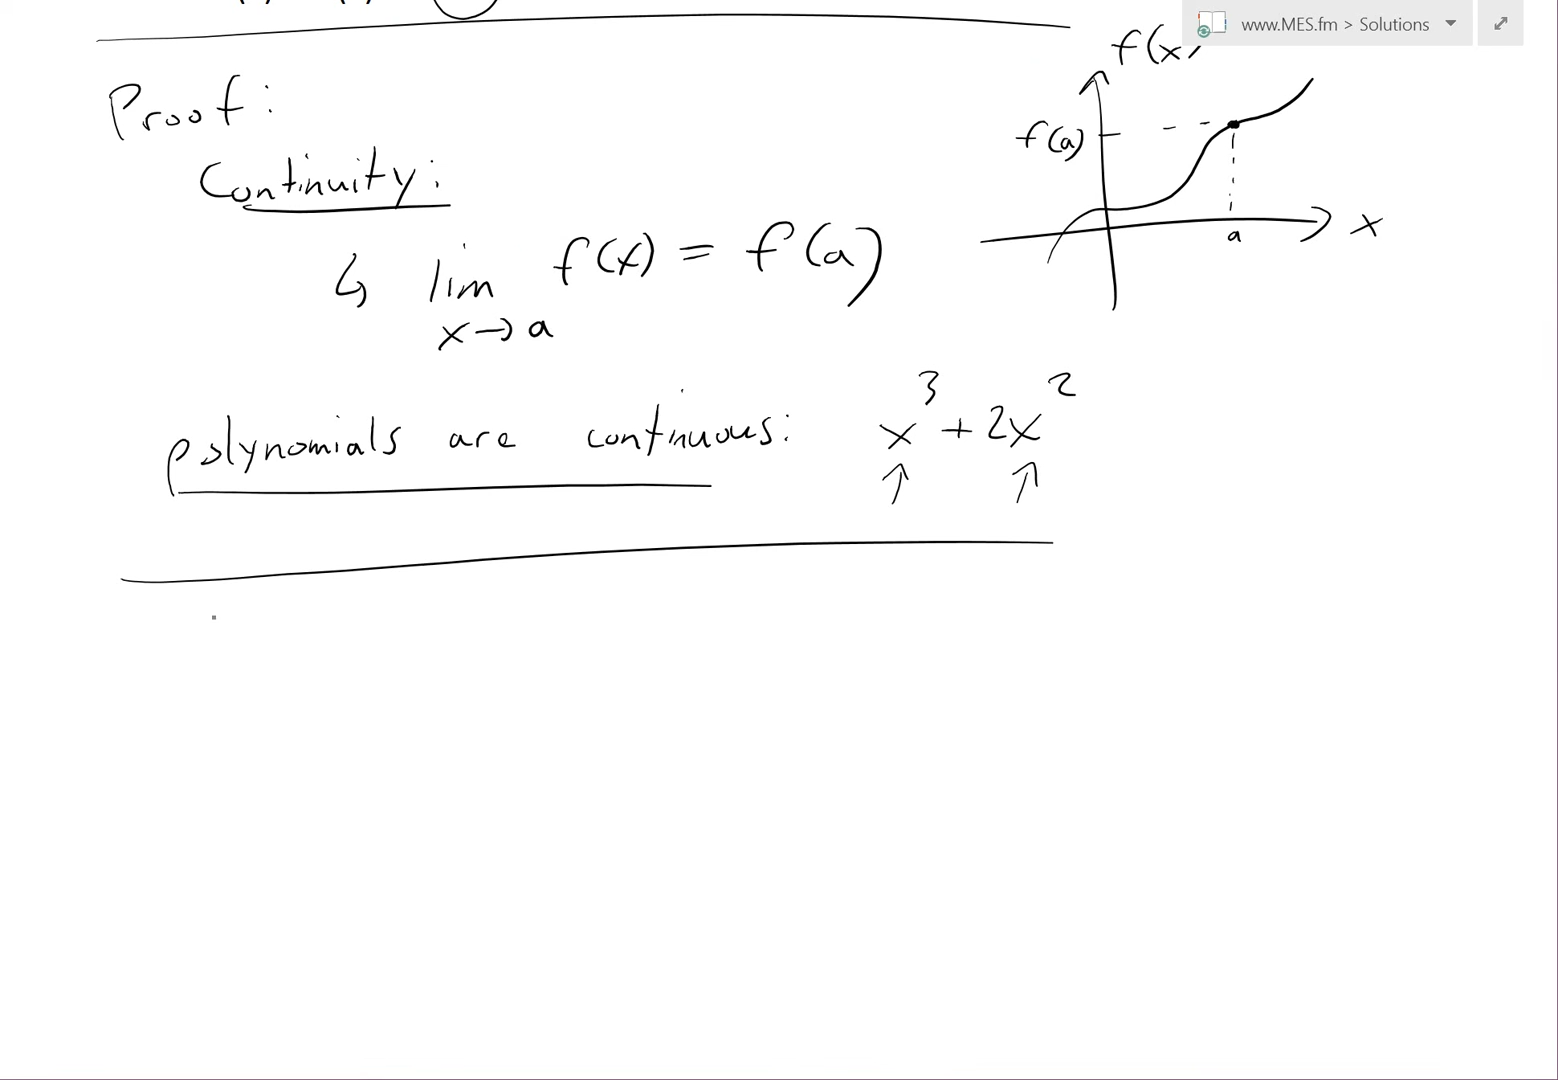 www.MES.fm > Solutions
f(x)
Proof:
f(a)
Continuity:
a
x
↳ lim f(x) = f(a)
x→a
polynomials are continuous: x³ + 2x²
↑ ↑